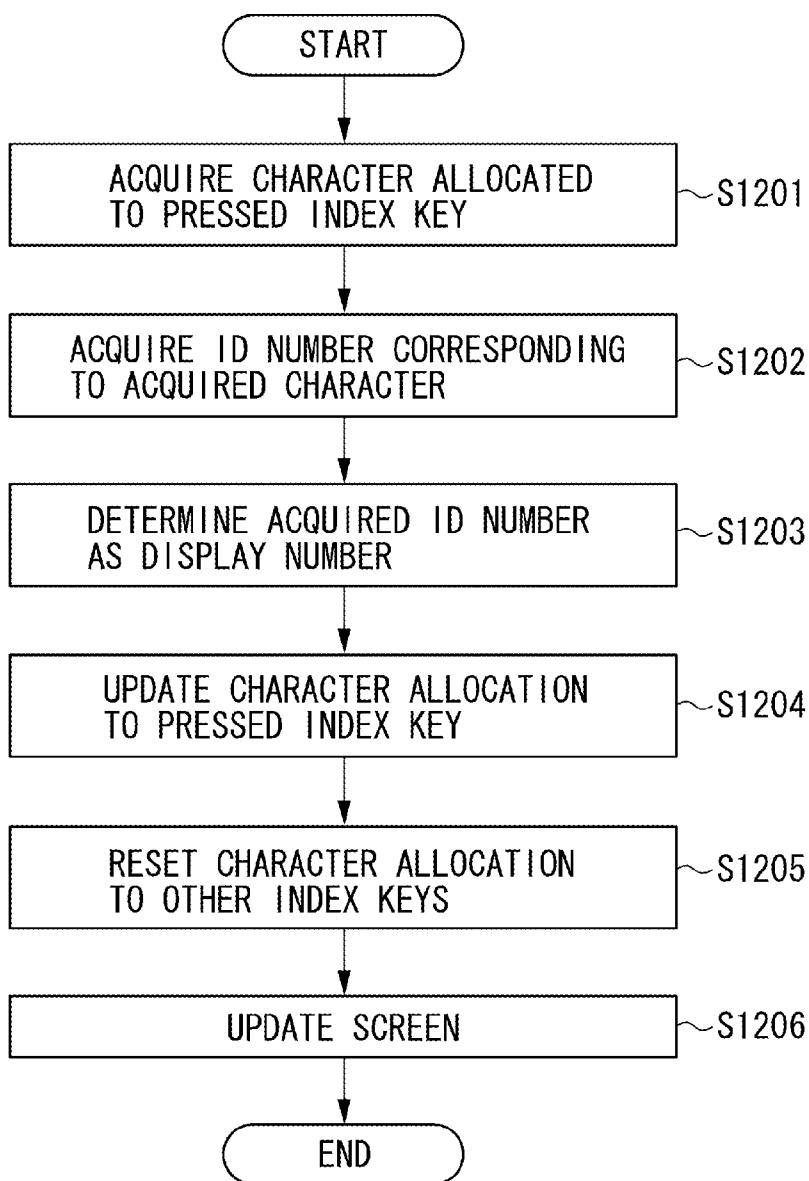 START
ACQUIRE CHARACTER ALLOCATED
TO PRESSED INDEX KEY
S1201
ACQUIRE ID NUMBER CORRESPONDING
TO ACQUIRED CHARACTER
S1202
DETERMINE ACQUIRED ID NUMBER
AS DISPLAY NUMBER
S1203
UPDATE CHARACTER ALLOCATION
TO PRESSED INDEX KEY
S1204
RESET CHARACTER ALLOCATION
TO OTHER INDEX KEYS
S1205
UPDATE SCREEN
S1206
END